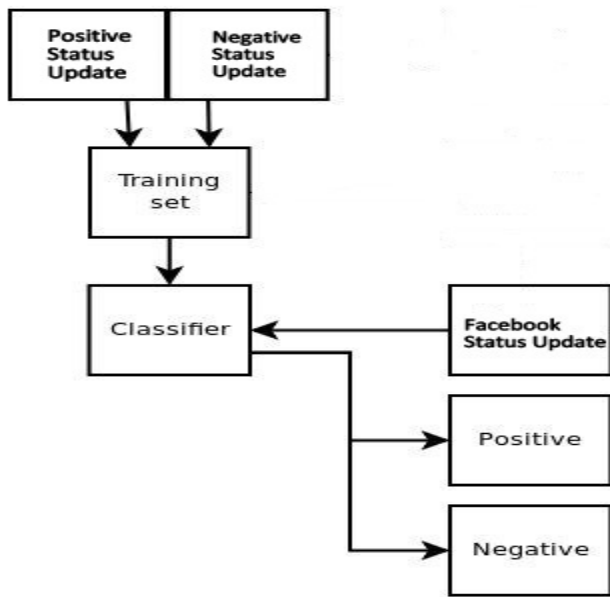 Positive
Status
Update
Negative
Status
Update
Training
set
Classifier
Facebook
Status Update
Positive
Negative